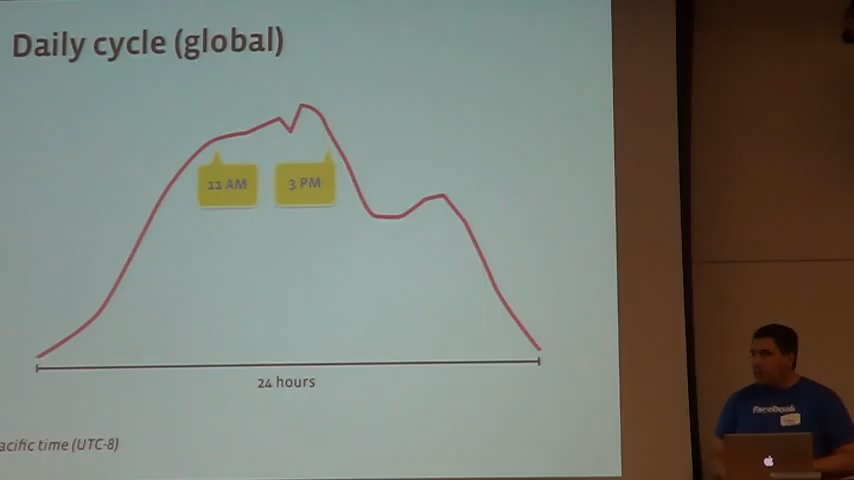 Daily cycle (global)
11 AM
3 PM
24 hours
acific time (UTC-8)
Facebook